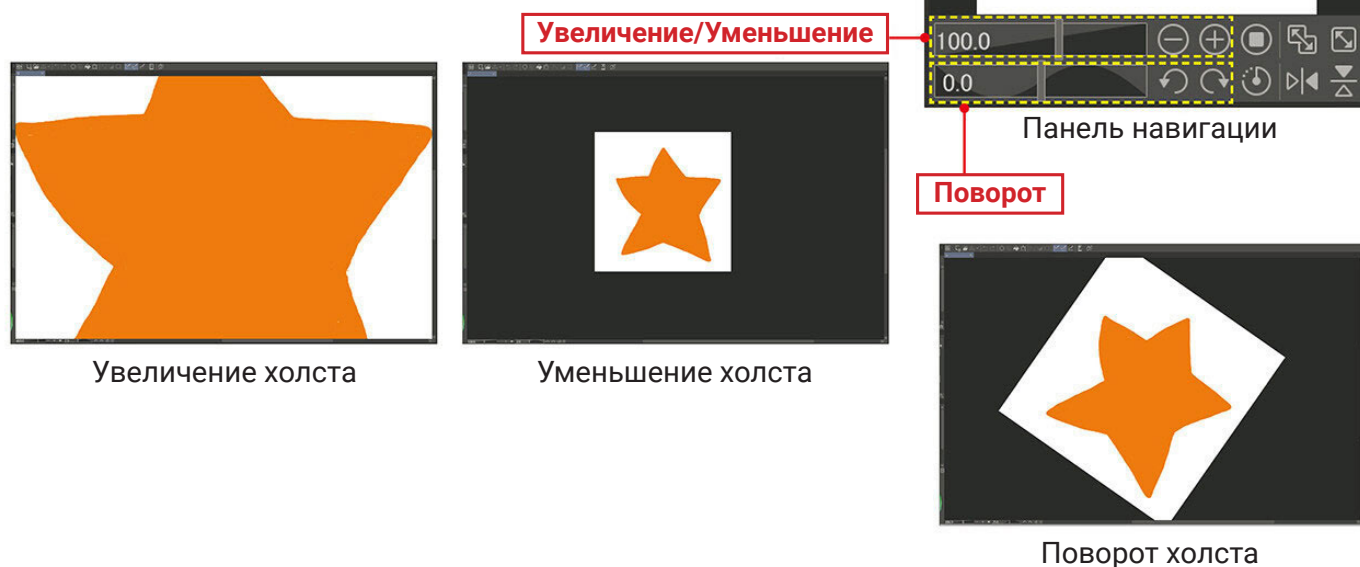 Увеличение/Уменьшение
100.0
0.0
Панель навигации
Поворот
Увеличение холста
Уменьшение холста
Поворот холста